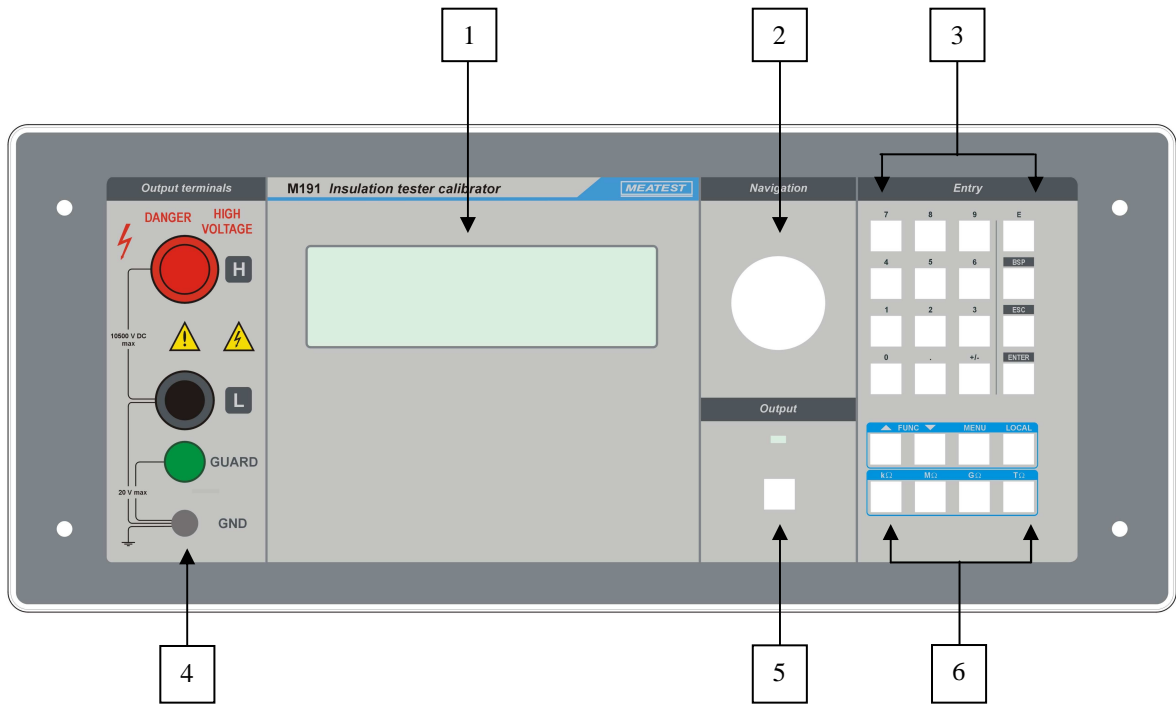 1 2 3
Output terminals M191 Insulation tester calibrator MEATEST Navigation Entry
DANGER HIGH VOLTAGE
H
10500 V DC max
L
GUARD
20 V max
GND
7 8 9 E
4 5 6 BSP
1 2 3 ESC
0 . +/- ENTER
Output
FUNC MENU LOCAL
kΩ MΩ GΩ TΩ
4 5 6